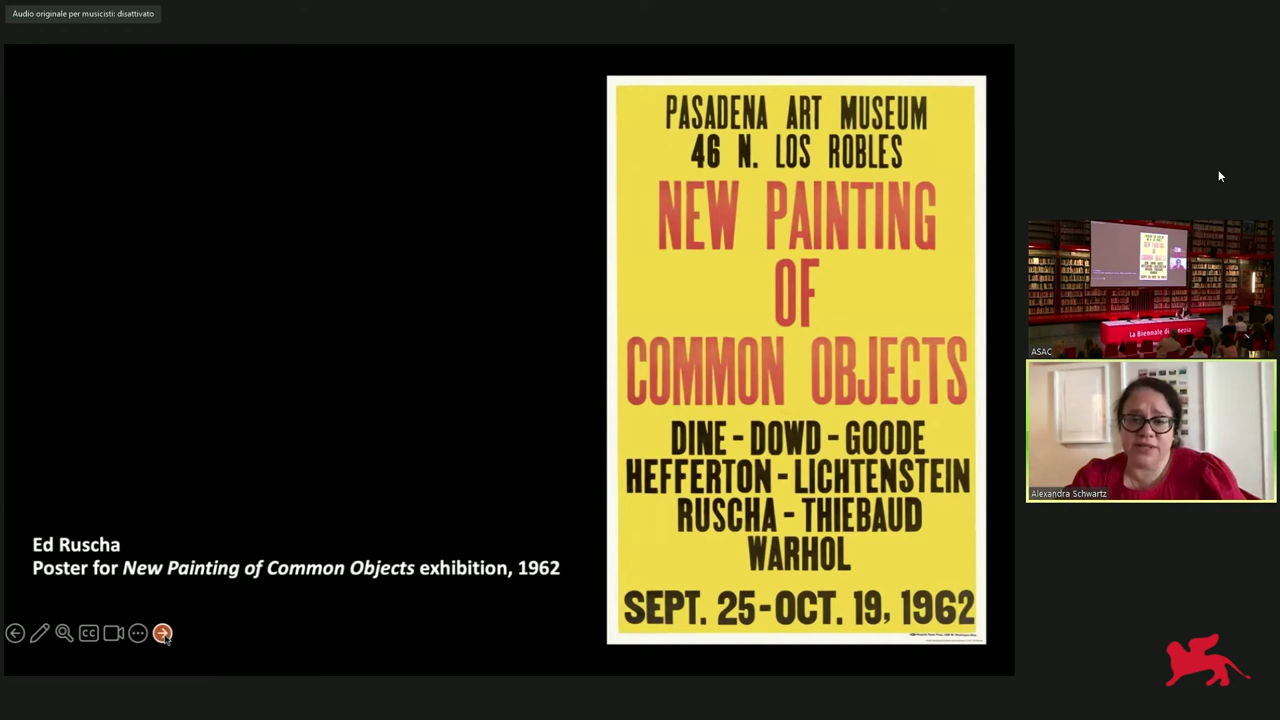 Audio originale per musicisti: disattivato
PASADENA ART MUSEUM
46 N. LOS ROBLES
NEW PAINTING
OF
COMMON OBJECTS
DINE - DOWD - GOODE
HEFFERTON - LICHTENSTEIN
RUSCHA - THIEBAUD
WARHOL
SEPT. 25 - OCT. 19, 1962
Ed Ruscha
Poster for New Painting of Common Objects exhibition, 1962
CC
La Biennale di Venezia
ASAC
Alexandra Schwartz